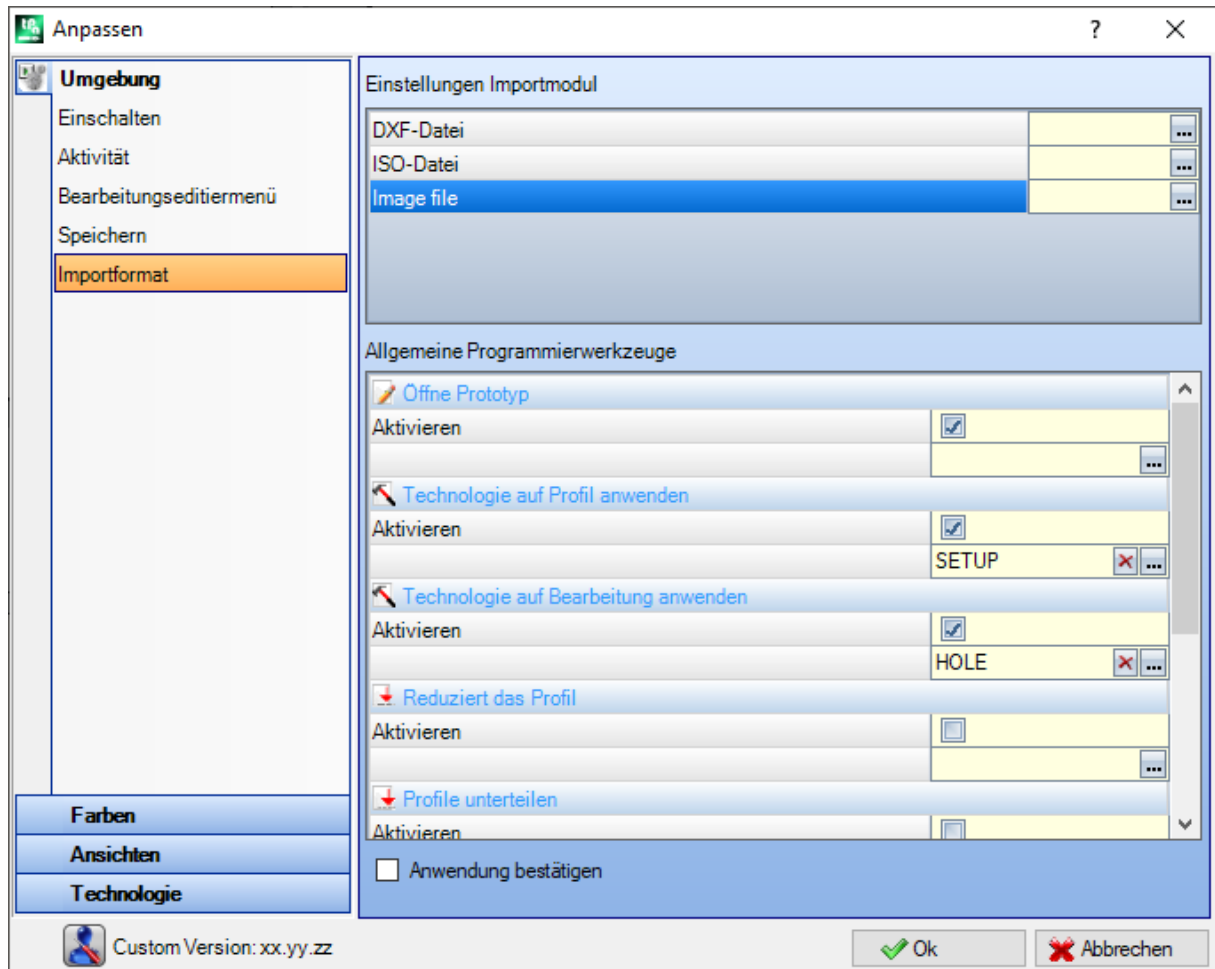 Anpassen
?
Umgebung
Einschalten
Aktivität
Bearbeitungseditiermenü
Speichern
Importformat
Farben
Ansichten
Technologie
Einstellungen Importmodul
DXF-Datei ...
ISO-Datei ...
Image file ...
Allgemeine Programmierwerkzeuge
Öffne Prototyp
Aktivieren
...
Technologie auf Profil anwenden
Aktivieren
SETUP ...
Technologie auf Bearbeitung anwenden
Aktivieren
HOLE ...
Reduziert das Profil
Aktivieren
...
Profile unterteilen
Aktivieren
Anwendung bestätigen
Custom Version: xx.yy.zz
Ok
Abbrechen